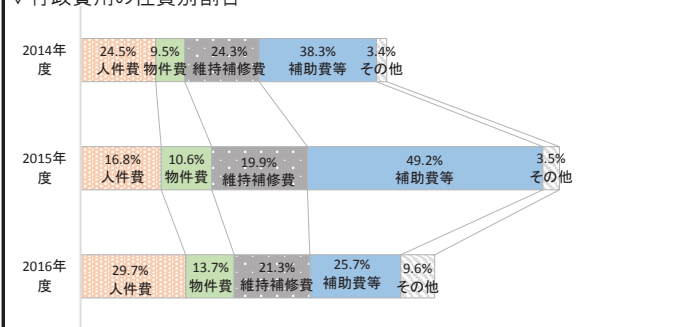 ▽行政費用の性質別割合
2014年度
24.5% 9.5% 24.3% 38.3% 3.4%
人件費 物件費 維持補修費 補助費等 その他
2015年度
16.8% 10.6% 19.9% 49.2% 3.5%
人件費 物件費 維持補修費 補助費等 その他
2016年度
29.7% 13.7% 21.3% 25.7% 9.6%
人件費 物件費 維持補修費 補助費等 その他